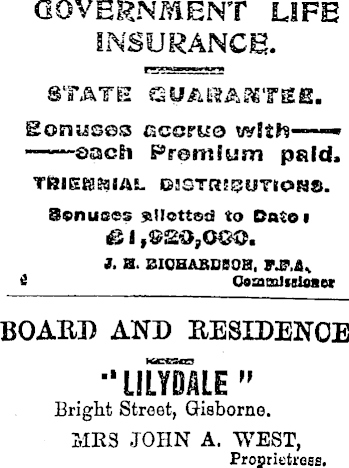 GOVERNMENT LIFE
INSURANCE.
STATE GUARANTEE.
Bonuses accrue with—
—each Premium paid.
TRIENNIAL DISTRIBUTIONS.
Bonuses allotted to Date:
£1,920,000.
J. H. RICHARDSON, F.F.A.,
Commissioner
BOARD AND RESIDENCE
"LILYDALE"
Bright Street, Gisborne.
MRS JOHN A. WEST,
Proprietress.